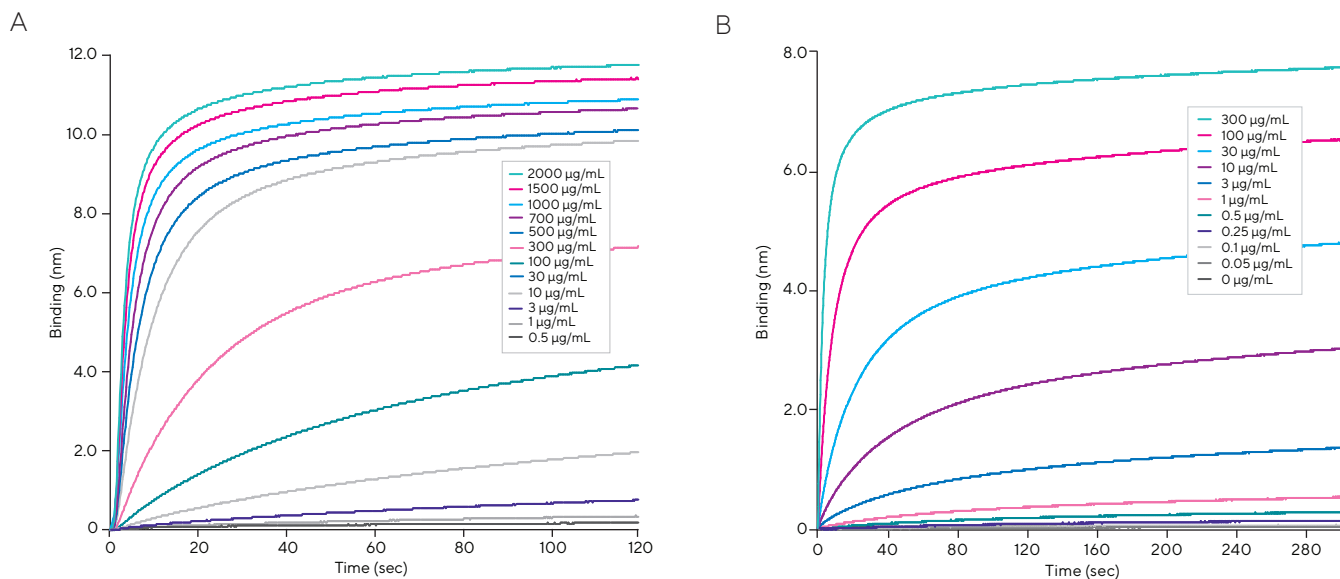 A
12.0
10.0
8.0
6.0
4.0
2.0
0
Binding (nm)
0 20 40 60 80 100 120
Time (sec)
2000 µg/mL
1500 µg/mL
1000 µg/mL
700 µg/mL
500 µg/mL
300 µg/mL
100 µg/mL
30 µg/mL
10 µg/mL
3 µg/mL
1 µg/mL
0.5 µg/mL
B
8.0
6.0
4.0
2.0
0
Binding (nm)
0 40 80 120 160 200 240 280
Time (sec)
300 µg/mL
100 µg/mL
30 µg/mL
10 µg/mL
3 µg/mL
1 µg/mL
0.5 µg/mL
0.25 µg/mL
0.1 µg/mL
0.05 µg/mL
0 µg/mL